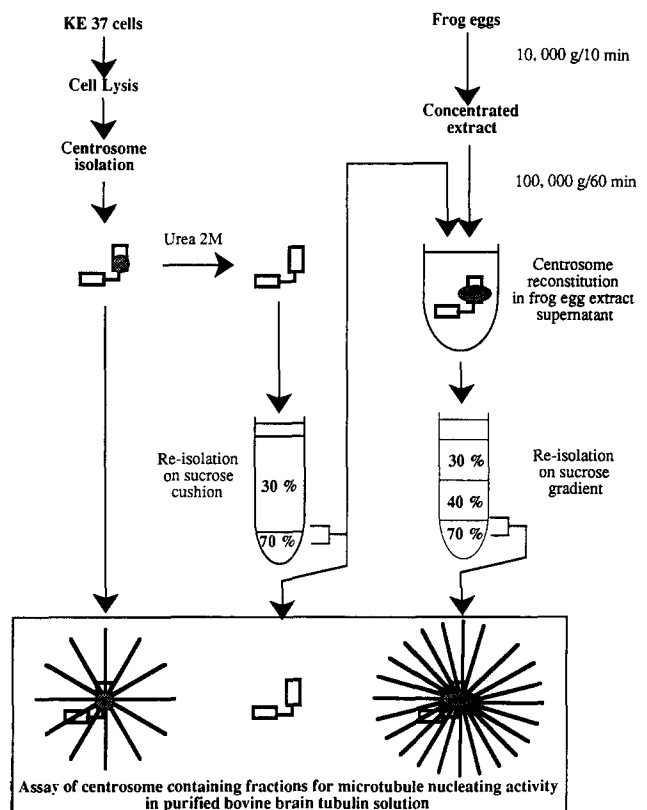 KE 37 cells
Cell Lysis
Centrosome
isolation
Urea 2M
Frog eggs
10, 000 g/10 min
Concentrated
extract
100, 000 g/60 min
Centrosome
reconstitution
in frog egg extract
supernatant
Re-isolation
on sucrose
cushion
30 %
70 %
30 %
40 %
70 %
Re-isolation
on sucrose
gradient
Assay of centrosome containing fractions for microtubule nucleating activity
in purified bovine brain tubulin solution